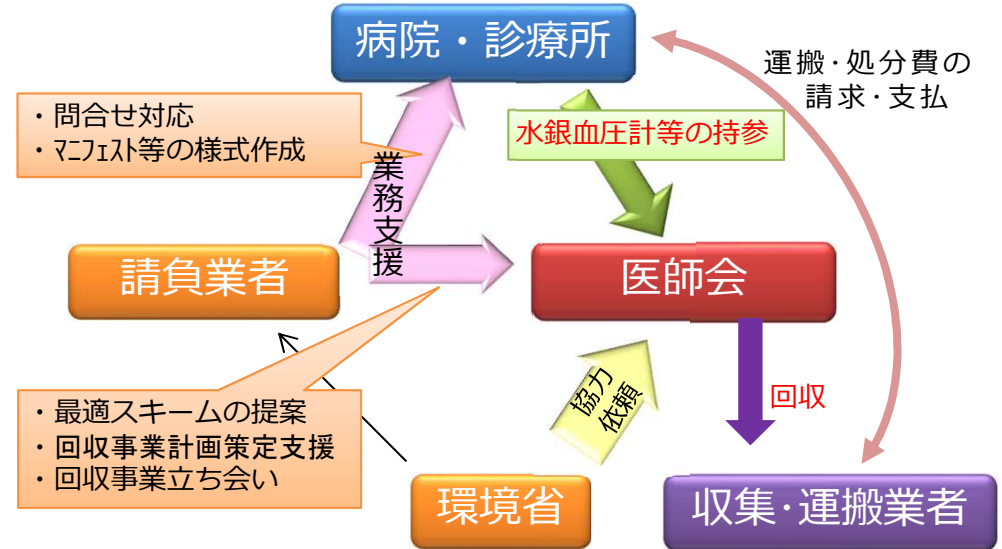 病院・診療所
運搬・処分費の
請求・支払
・問合せ対応
・ﾏﾆﾌｪｽﾄ等の様式作成
水銀血圧計等の持参
業務支援
請負業者
医師会
・最適スキームの提案
・回収事業計画策定支援
・回収事業立ち会い
協力
依頼
回収
環境省
収集・運搬業者